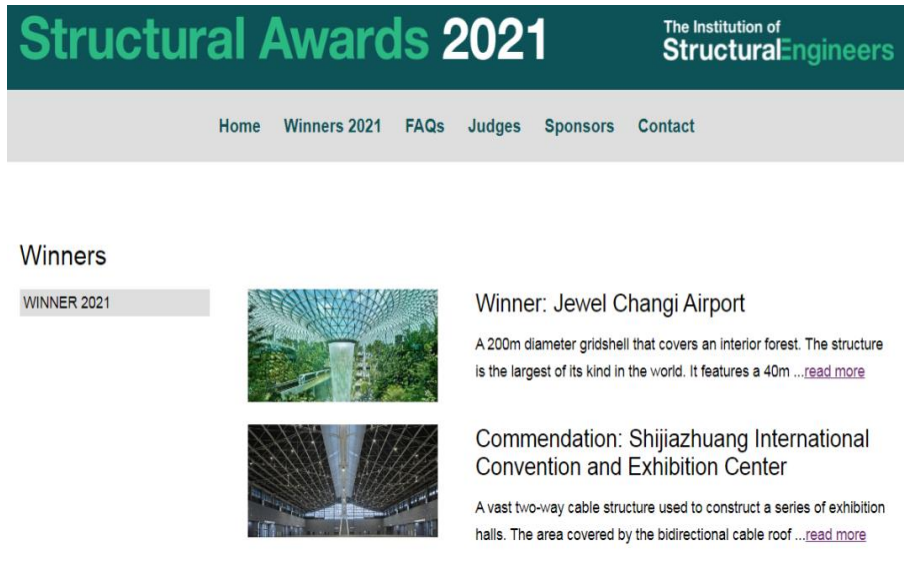 Structural Awards 2021
The Institution of
StructuralEngineers
Home Winners 2021 FAQs Judges Sponsors Contact
Winners
WINNER 2021
Winner: Jewel Changi Airport
A 200m diameter gridshell that covers an interior forest. The structure
is the largest of its kind in the world. It features a 40m ...read more
Commendation: Shijiazhuang International
Convention and Exhibition Center
A vast two-way cable structure used to construct a series of exhibition
halls. The area covered by the bidirectional cable roof ...read more